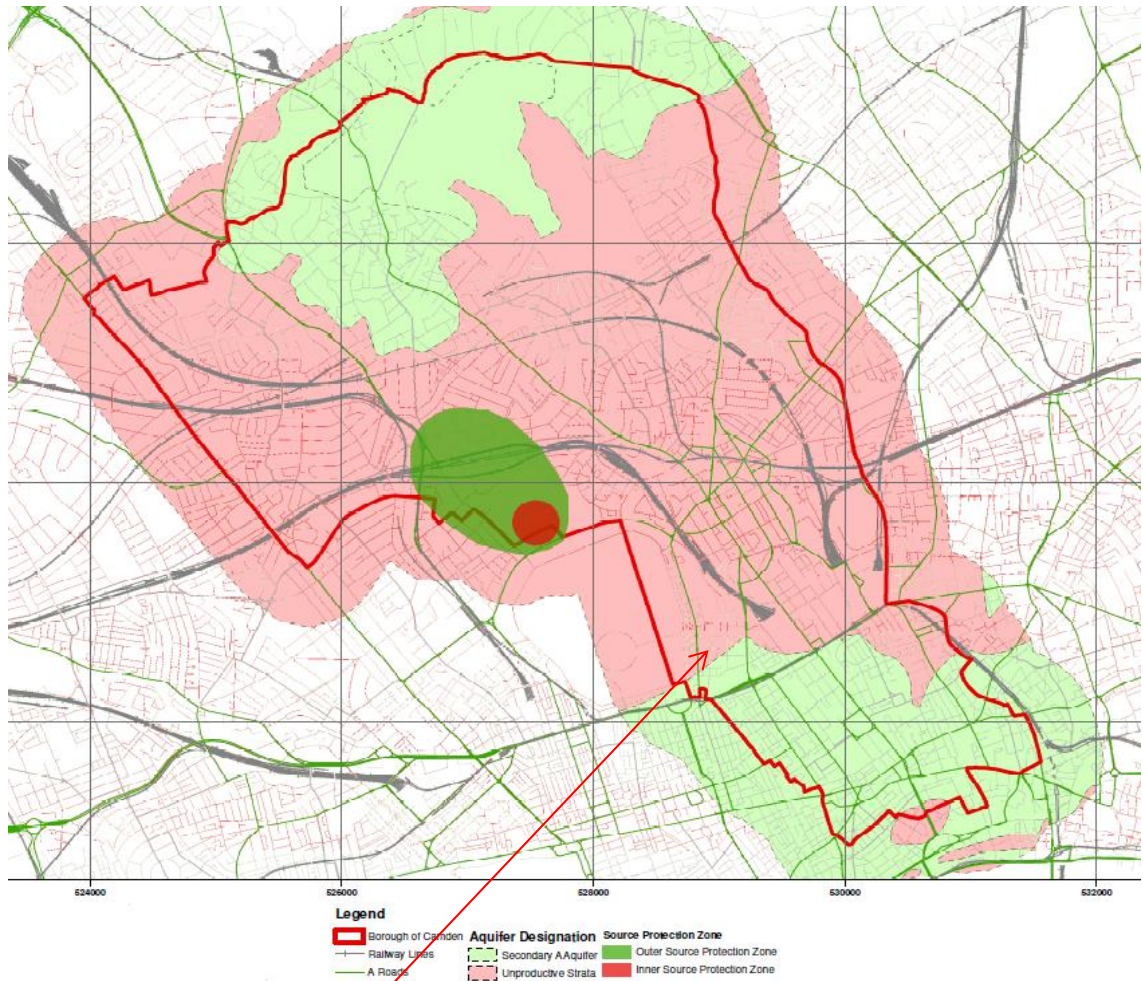 524000 526000 528000 530000 532000
Legend
Borough of Camden
Railway Lines
A Roads
Aquifer Designation
Secondary A Aquifer
Unproductive Strata
Source Protection Zone
Outer Source Protection Zone
Inner Source Protection Zone